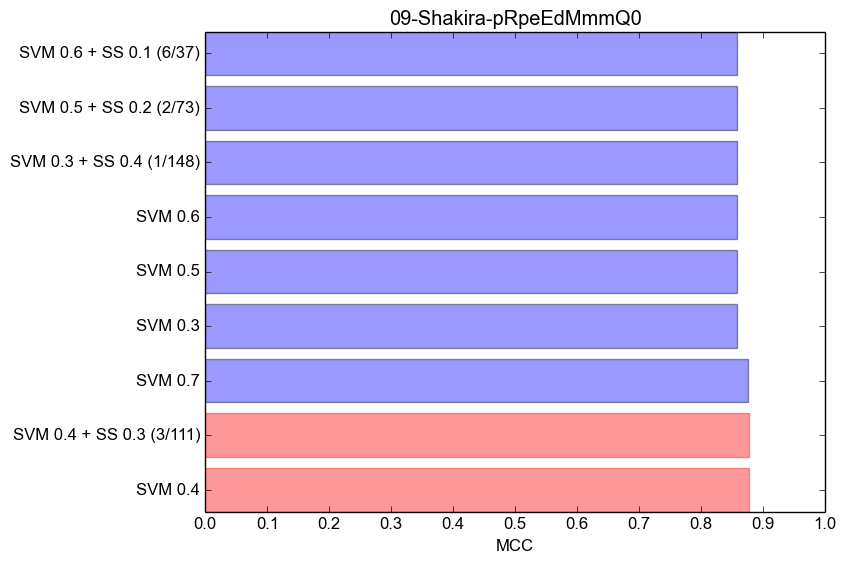 09-Shakira-pRpeEdMmmQ0
SVM 0.6 + SS 0.1 (6/37)
SVM 0.5 + SS 0.2 (2/73)
SVM 0.3 + SS 0.4 (1/148)
SVM 0.6
SVM 0.5
SVM 0.3
SVM 0.7
SVM 0.4 + SS 0.3 (3/111)
SVM 0.4
0.0 0.1 0.2 0.3 0.4 0.5 0.6 0.7 0.8 0.9 1.0
MCC